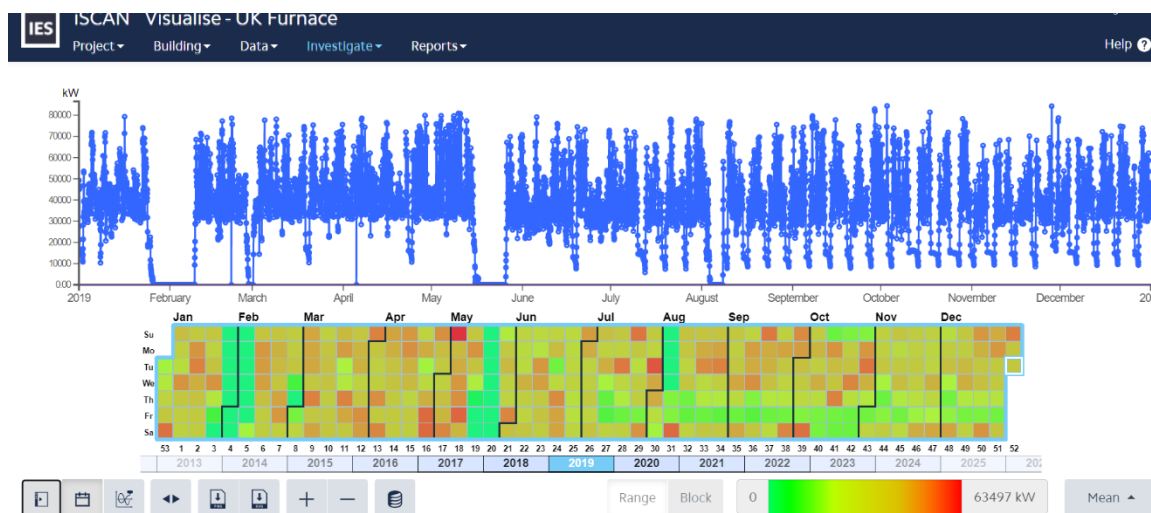 IES
iSCAN Visualise - UK Furnace
Project
Building
Data
Investigate
Reports
Help ?
kW
80000
70000
60000
50000
40000
30000
20000
10000
0.00
2019 February March April May June July August September October November December 20
Jan Feb Mar Apr May Jun Jul Aug Sep Oct Nov Dec
Su
Mo
Tu
We
Th
Fr
Sa
53 1 2 3 4 5 6 7 8 9 10 11 12 13 14 15 16 17 18 19 20 21 22 23 24 25 26 27 28 29 30 31 32 33 34 35 36 37 38 39 40 41 42 43 44 45 46 47 48 49 50 51 52
2013 2014 2015 2016 2017 2018 2019 2020 2021 2022 2023 2024 2025 202
Range Block 0 63497 kW Mean